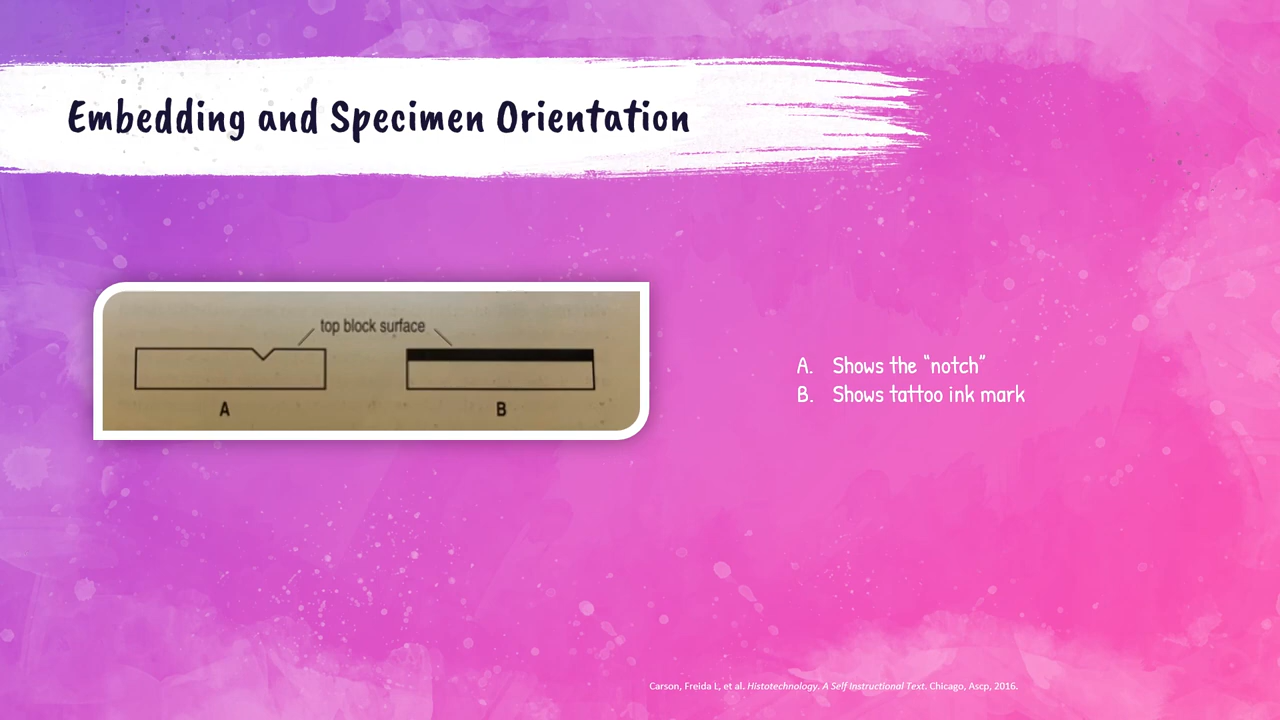 Embedding and Specimen Orientation
top block surface
A
B
A. Shows the “notch”
B. Shows tattoo ink mark
Carson, Freida L, et al. Histotechnology. A Self Instructional Text. Chicago, Ascp, 2016.